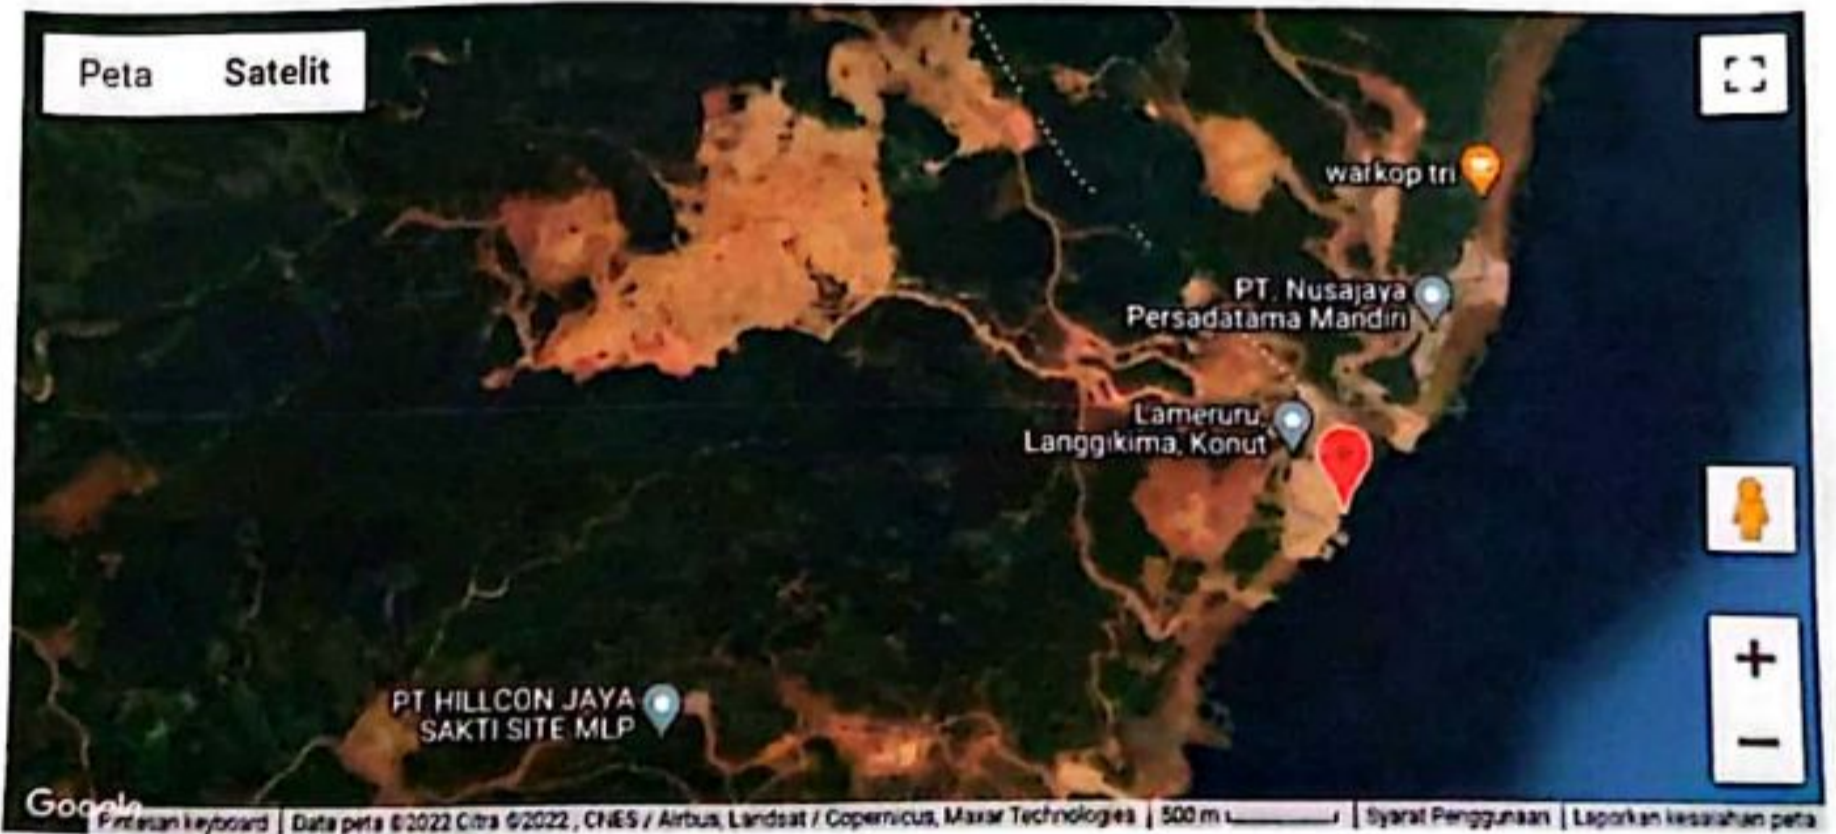 Peta Satelit
warkop tri
PT. Nusajaya
Persadatama Mandiri
Lameruru,
Langgikima, Konut
PT HILLCON JAYA
SAKTI SITE MLP
Google
Pintasan keyboard Data peta ©2022 Citra ©2022 , CNES / Airbus, Landsat / Copernicus, Maxar Technologies 500 m Syarat Penggunaan Laporkan kesalahan peta